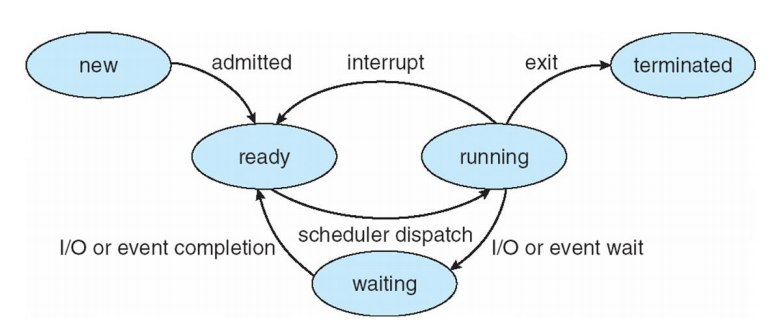 new
admitted
interrupt
exit
terminated
ready
running
I/O or event completion
scheduler dispatch
I/O or event wait
waiting